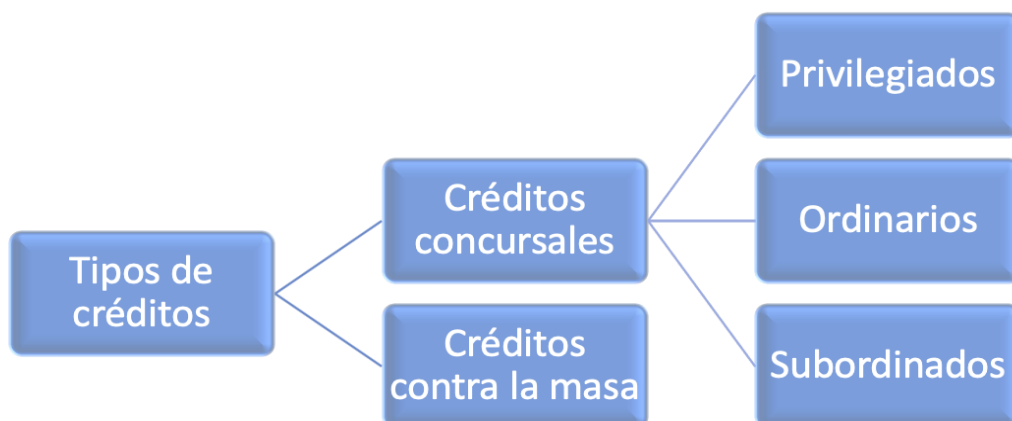 Tipos de
créditos
Créditos
concursales
Créditos
contra la masa
Privilegiados
Ordinarios
Subordinados